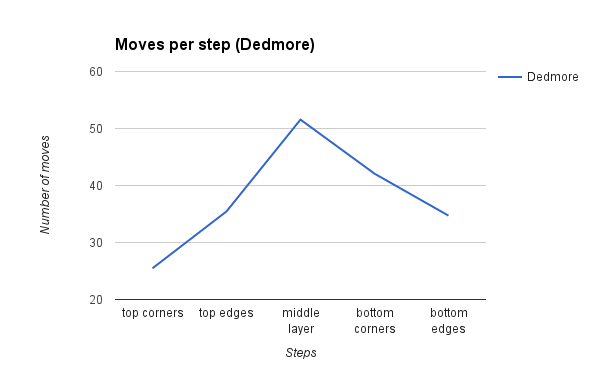 Moves per step (Dedmore)
Dedmore
60
50
40
30
20
Number of moves
top corners
top edges
middle
layer
bottom
corners
bottom
edges
Steps